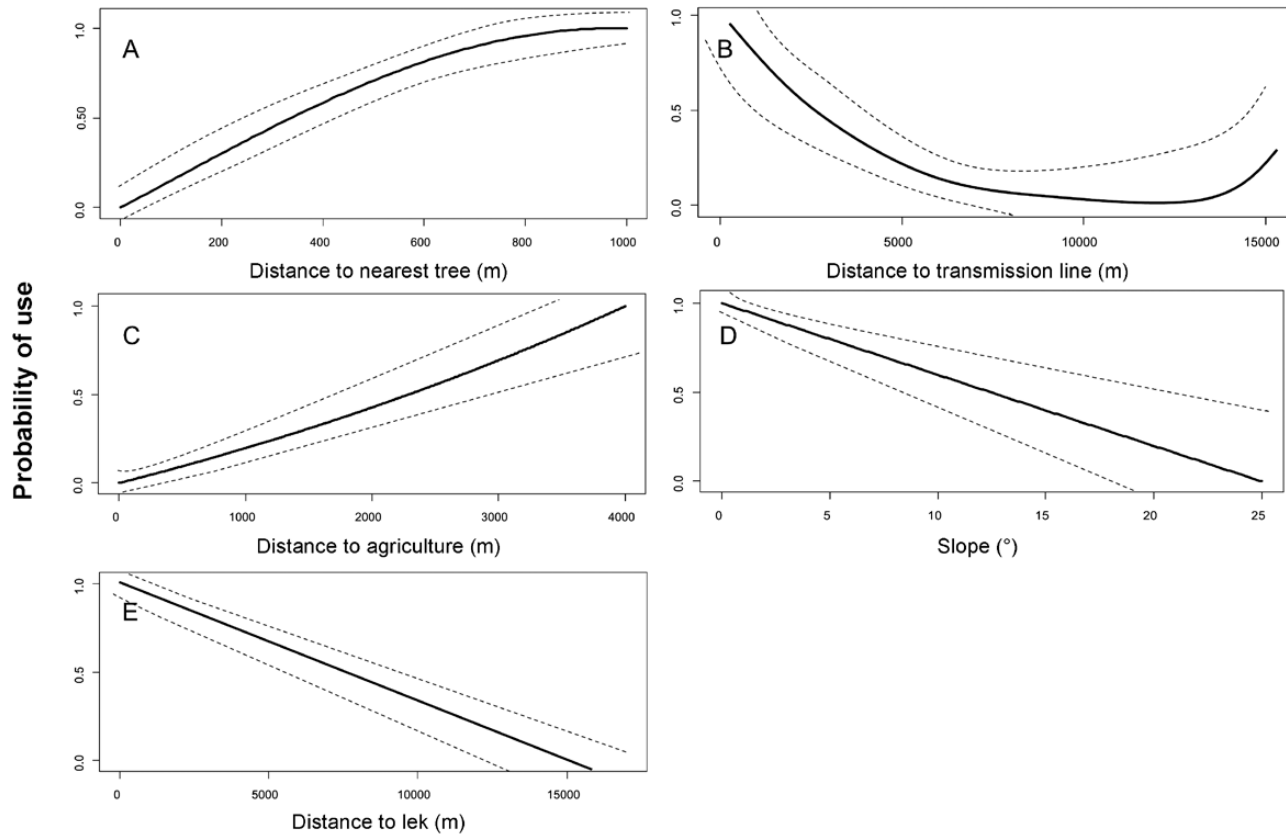 Probability of use
A
1.0
0.50
0.0
0 200 400 600 800 1000
Distance to nearest tree (m)
B
1.0
0.5
0.0
0 5000 10000 15000
Distance to transmission line (m)
C
1.0
0.5
0.0
0 1000 2000 3000 4000
Distance to agriculture (m)
D
1.0
0.5
0.0
0 5 10 15 20 25
Slope (°)
E
1.0
0.5
0.0
0 5000 10000 15000
Distance to lek (m)